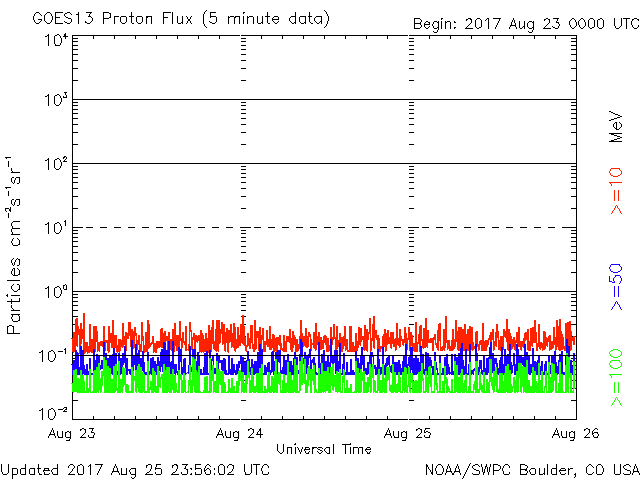 GOES13 Proton Flux (5 minute data)
Begin: 2017 Aug 23 0000 UTC
Particles cm⁻²s⁻¹sr⁻¹
10⁴
10³
10²
10¹
10⁰
10⁻¹
10⁻²
MeV
>=10
>=50
>=100
Aug 23
Aug 24
Aug 25
Aug 26
Universal Time
Updated 2017 Aug 25 23:56:02 UTC
NOAA/SWPC Boulder, CO USA